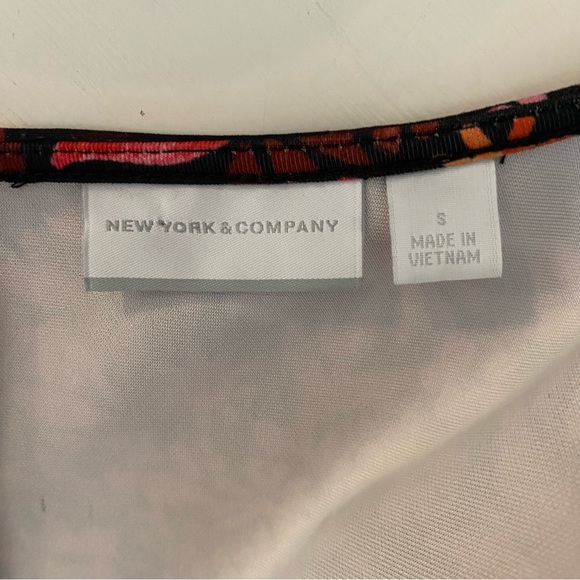 NEW YORK & COMPANY
S
MADE IN
VIETNAM